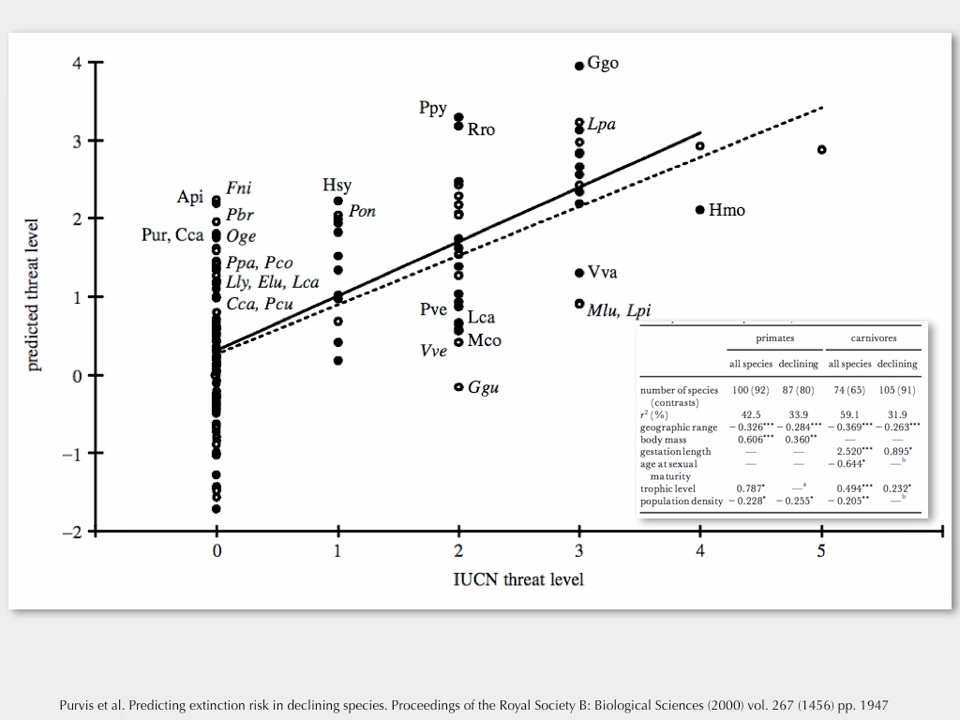 4
3
2
1
0
−1
−2
predicted threat level
0
1
2
3
4
5
IUCN threat level
Api
Fni
Pbr
Pur, Cca
Oge
Ppa, Pco
Lly, Elu, Lca
Cca, Pcu
Hsy
Pon
Ppy
Rro
Pve
Lca
Mco
Vve
Ggu
Ggo
Lpa
Vva
Mlu, Lpi
Hmo
primates carnivores
all species declining all species declining
number of species 100 (92) 87 (80) 74 (65) 105 (91)
(contrasts)
r² (%) 42.5 33.9 59.1 31.9
geographic range −0.326*** −0.284*** −0.369*** −0.263***
body mass 0.606*** 0.360** — —
gestation length — — 2.520*** 0.895*
age at sexual — — −0.644* —b
maturity
trophic level 0.787* —a 0.494*** 0.232*
population density −0.228* −0.255* −0.205** —b
Purvis et al. Predicting extinction risk in declining species. Proceedings of the Royal Society B: Biological Sciences (2000) vol. 267 (1456) pp. 1947